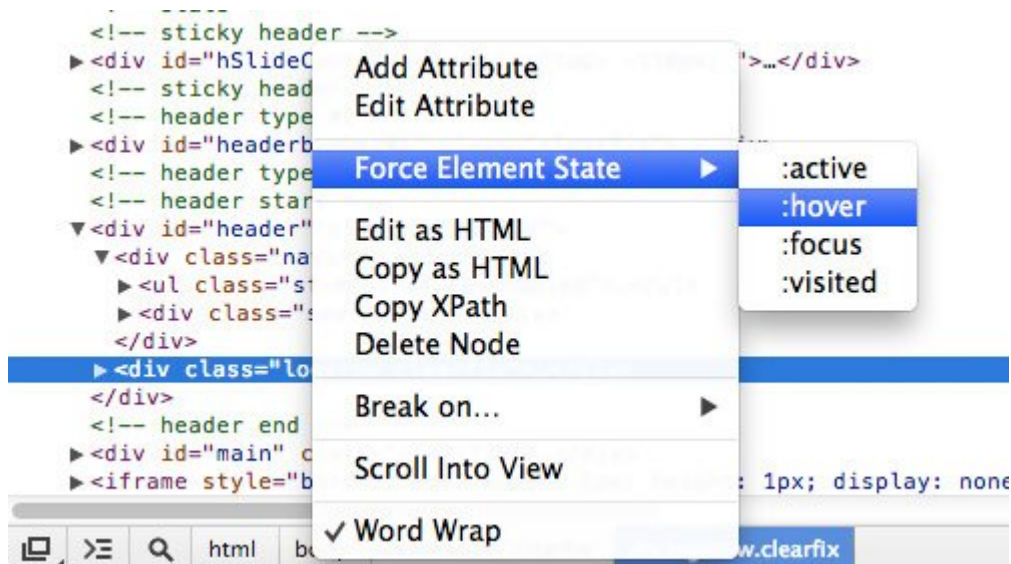 <!-- sticky header -->
<div id="hSlideC ">…</div>
<!-- sticky head
<!-- header type
<div id="headerb
<!-- header type
<!-- header star
<div id="header"
<div class="na
<ul class="s
<div class="s
</div>
<div class="lo
</div>
<!-- header end
<div id="main" c
<iframe style="b : 1px; display: none
html bo w.clearfix
Add Attribute
Edit Attribute
Force Element State
Edit as HTML
Copy as HTML
Copy XPath
Delete Node
Break on...
Scroll Into View
Word Wrap
:active
:hover
:focus
:visited